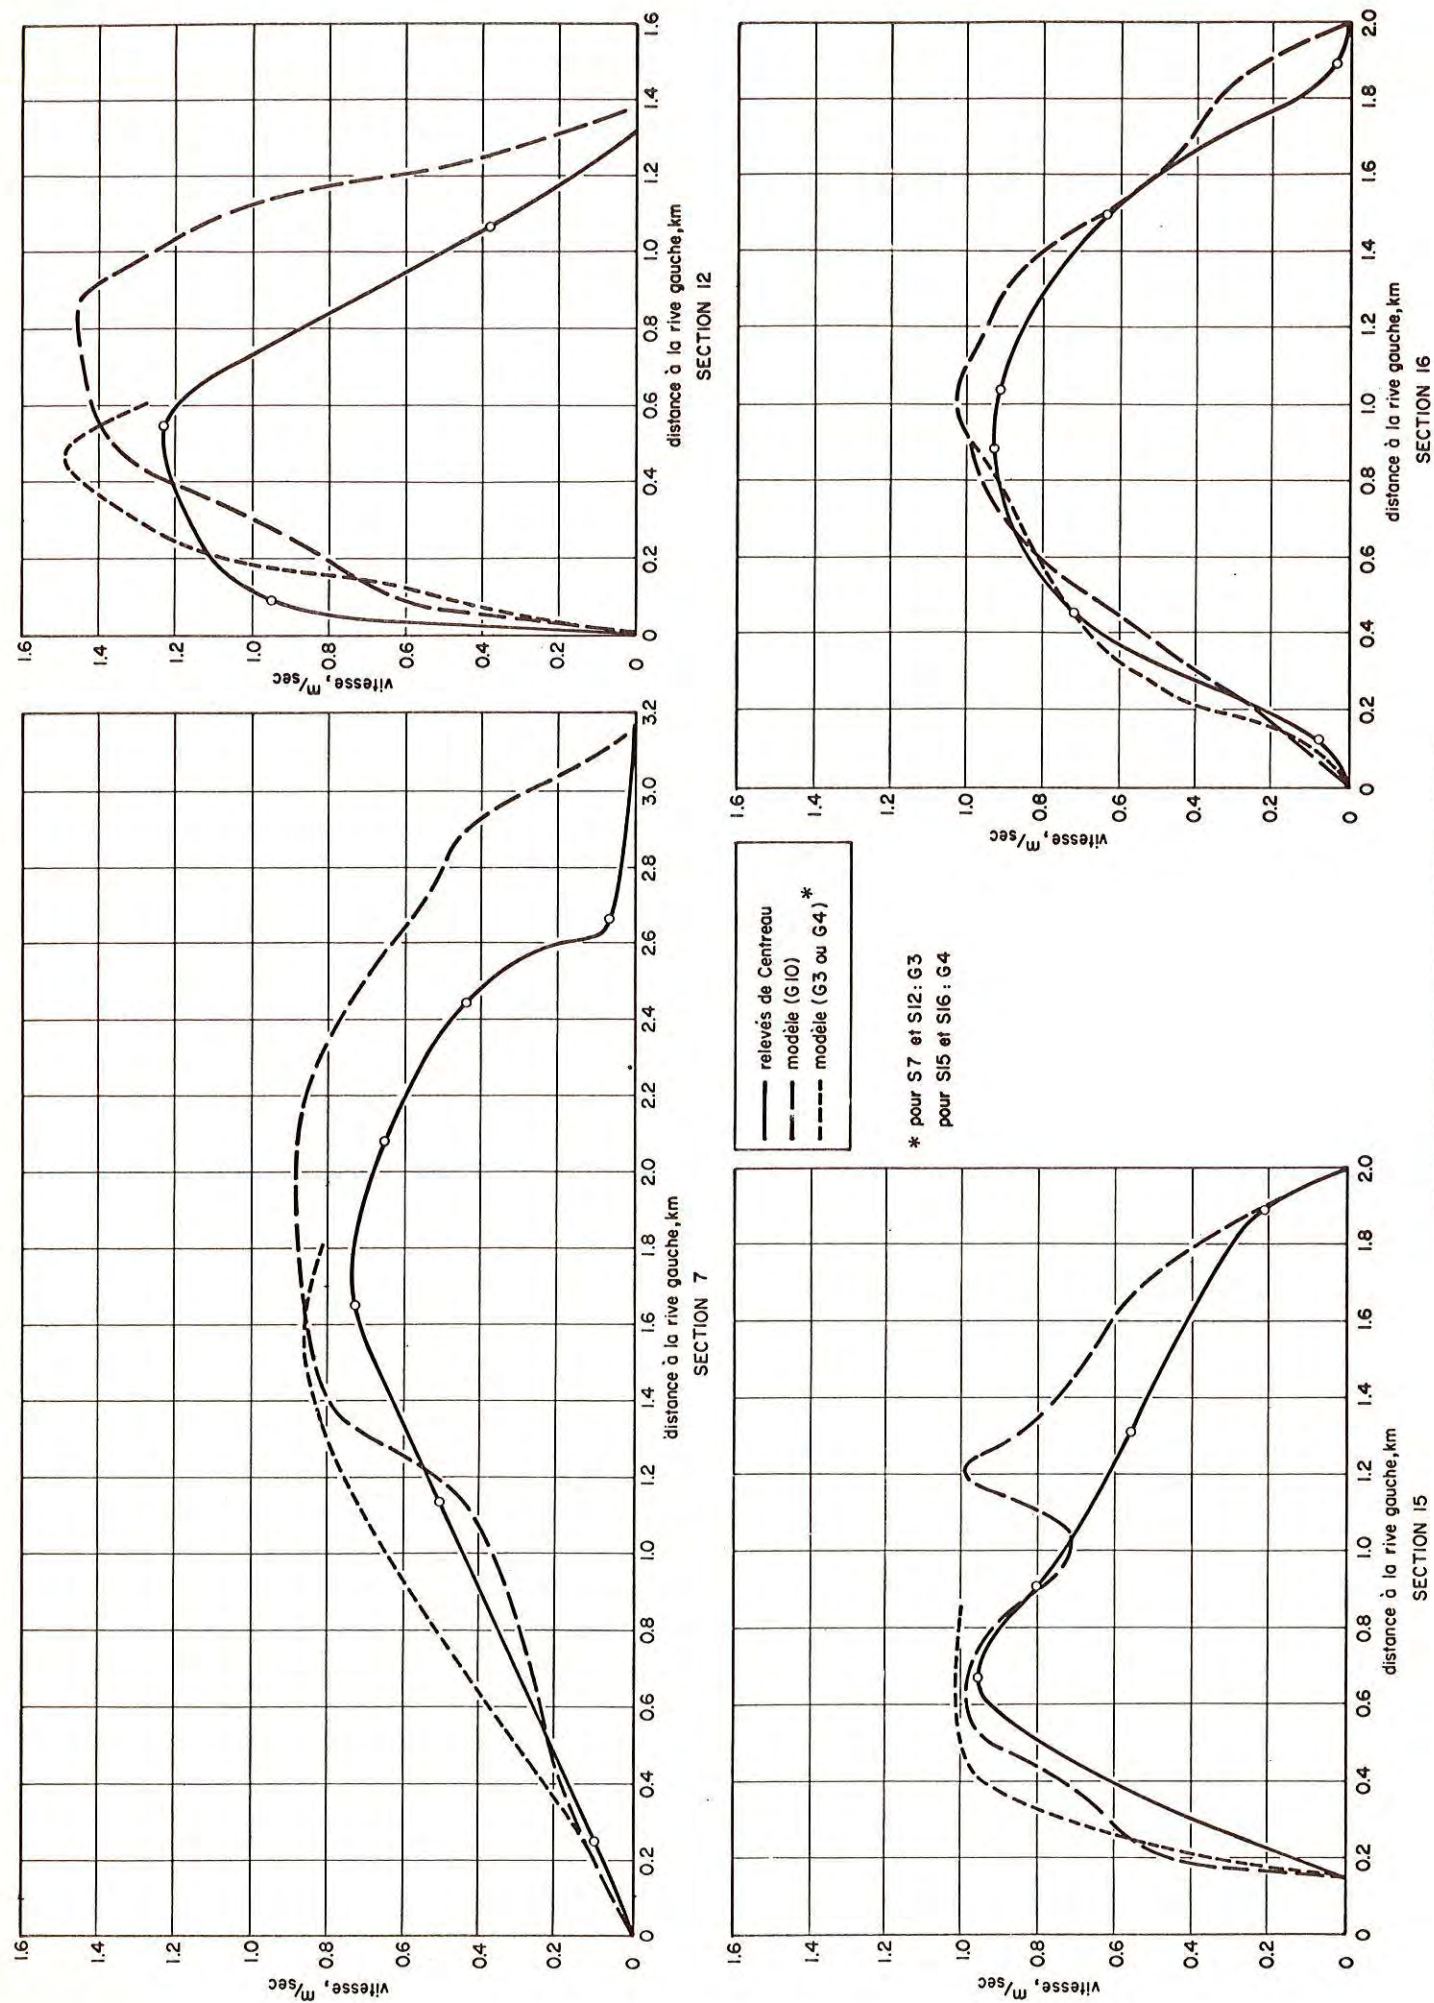 1.6
1.4
1.2
1.0
0.8
0.6
0.4
0.2
0
vitesse, m/sec
0 0.2 0.4 0.6 0.8 1.0 1.2 1.4 1.6 1.8 2.0 2.2 2.4 2.6 2.8 3.0 3.2
distance à la rive gauche,km
SECTION 7
1.6
1.4
1.2
1.0
0.8
0.6
0.4
0.2
0
vitesse, m/sec
0 0.2 0.4 0.6 0.8 1.0 1.2 1.4 1.6
distance à la rive gauche,km
SECTION 12
1.6
1.4
1.2
1.0
0.8
0.6
0.4
0.2
0
vitesse, m/sec
0 0.2 0.4 0.6 0.8 1.0 1.2 1.4 1.6 1.8 2.0
distance à la rive gauche,km
SECTION 15
relevés de Centreau
modèle (G10)
modèle (G3 ou G4)*
* pour S7 et S12: G3
pour S15 et S16: G4
1.6
1.4
1.2
1.0
0.8
0.6
0.4
0.2
0
vitesse, m/sec
0 0.2 0.4 0.6 0.8 1.0 1.2 1.4 1.6 1.8 2.0
distance à la rive gauche,km
SECTION 16